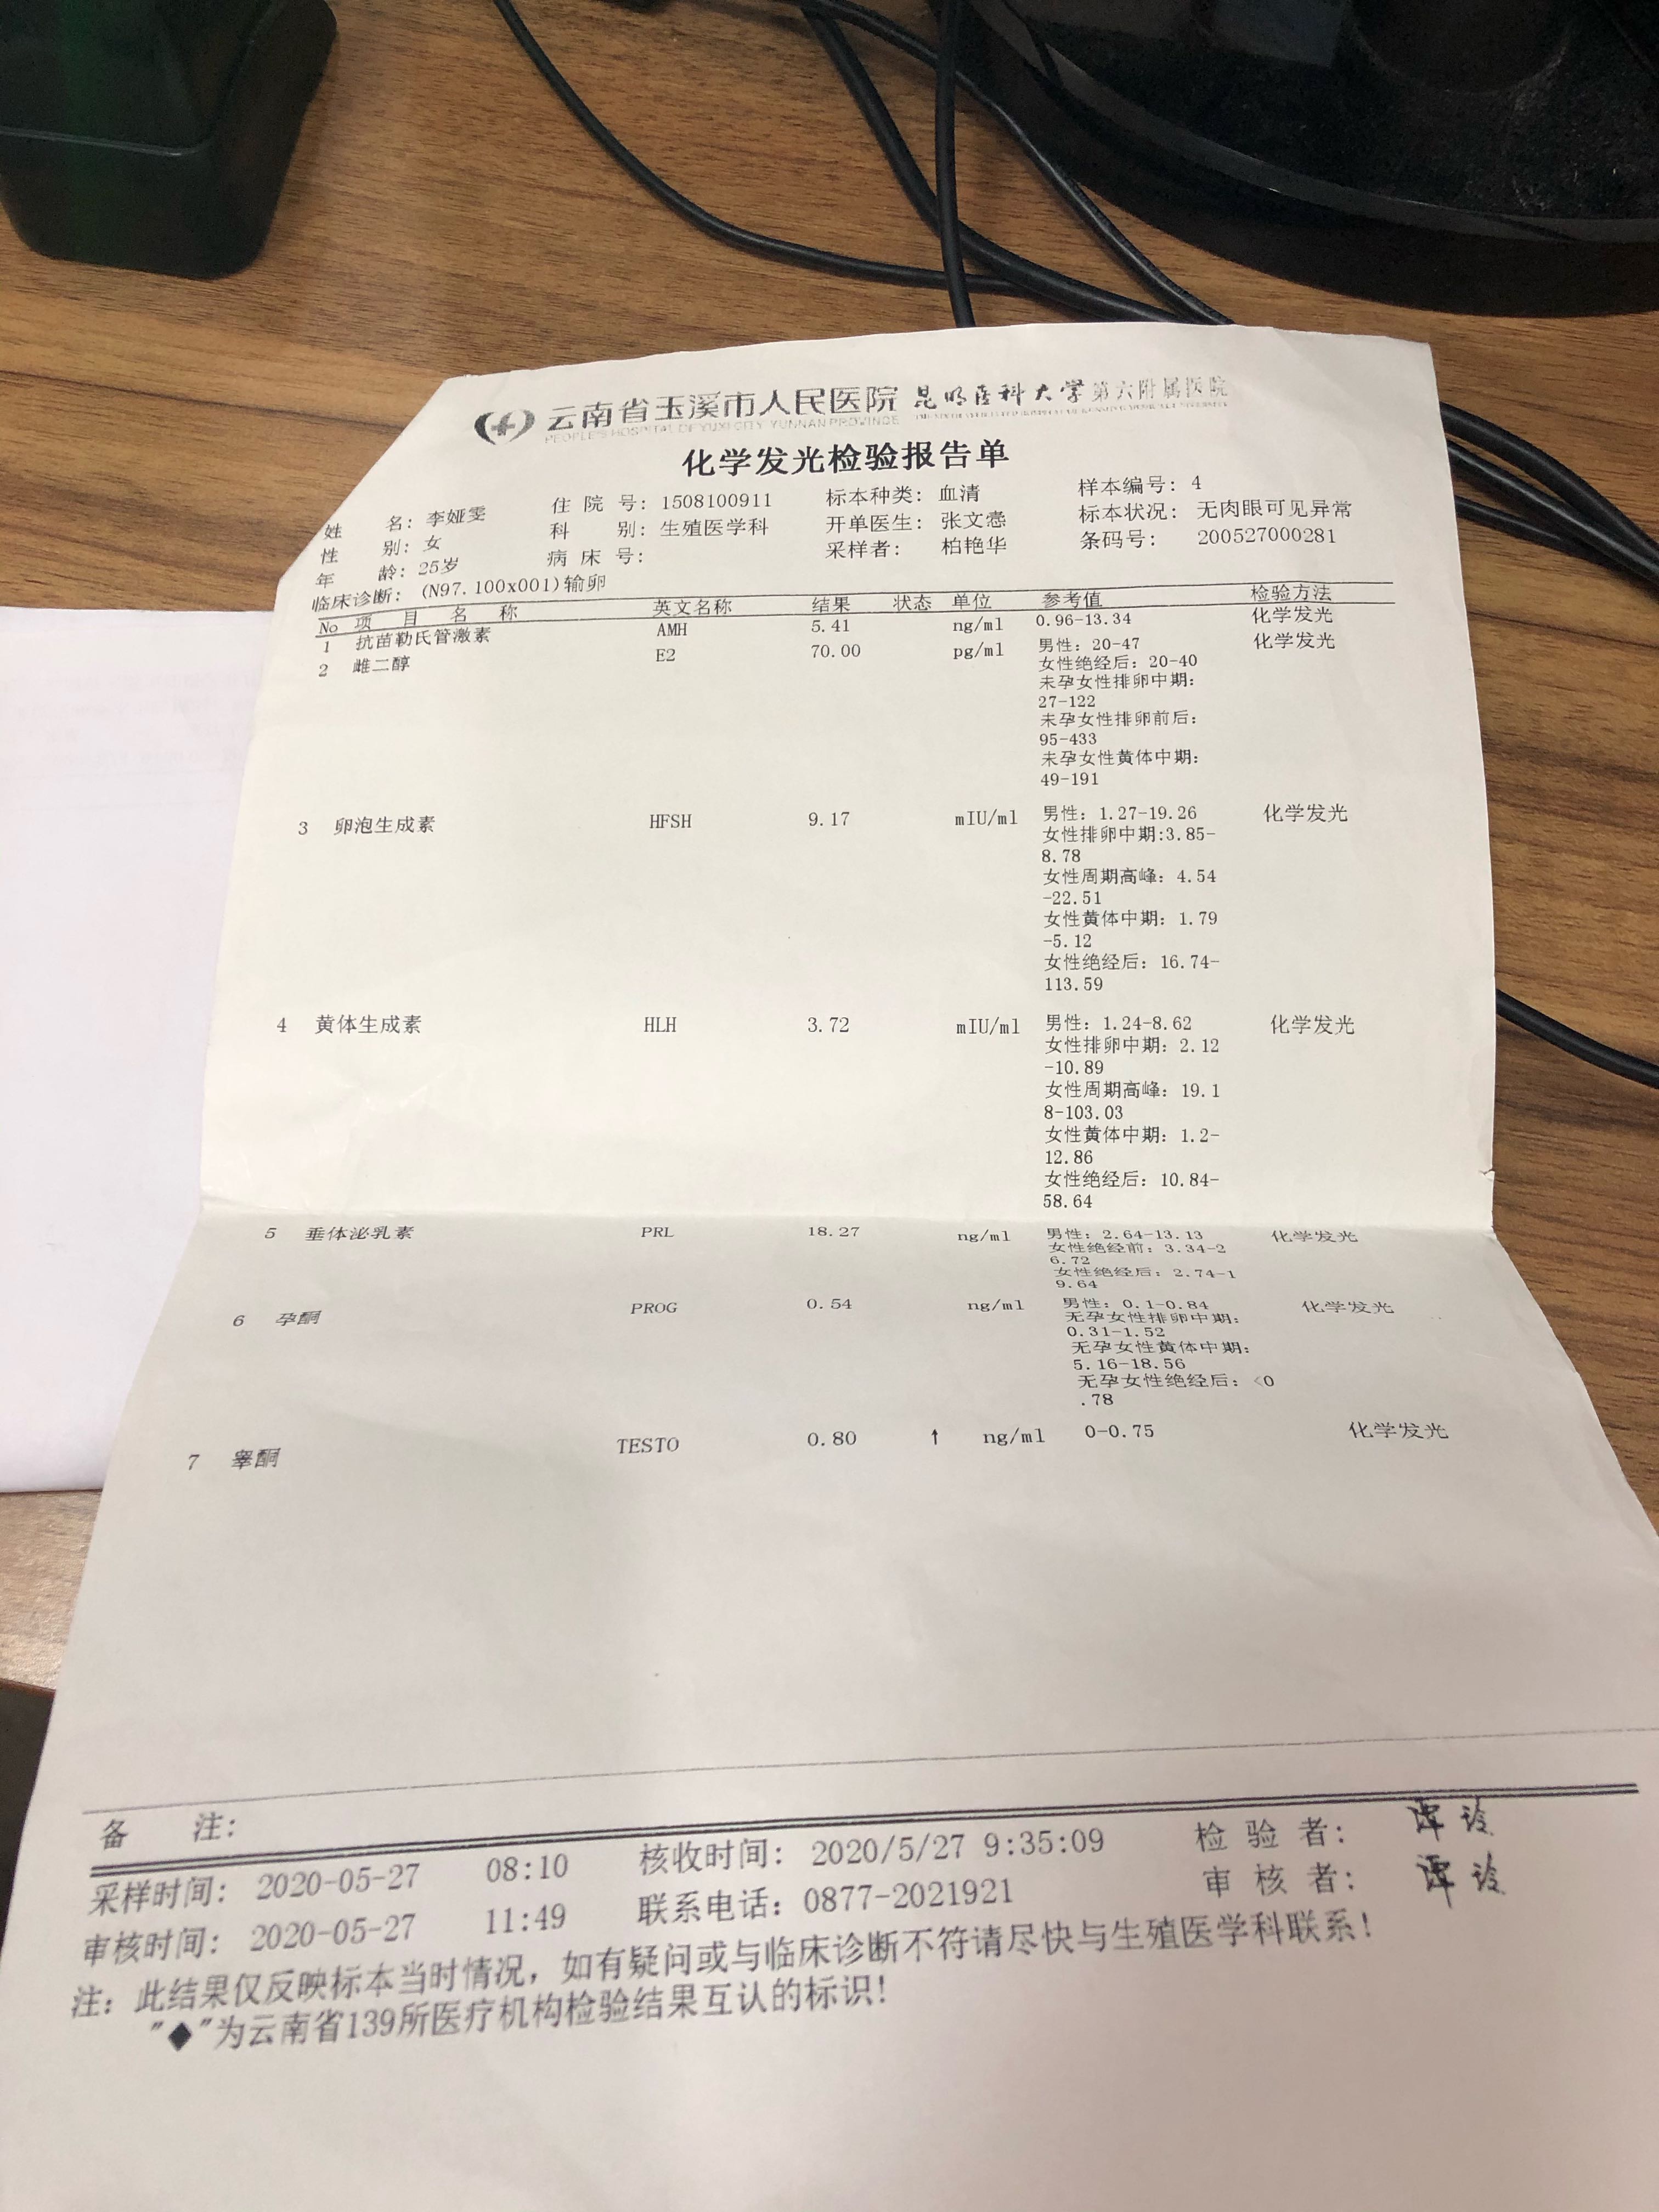 云南省玉溪市人民医院 昆明医科大学第六附属医院
PEOPLE'S HOSPITAL OF YUXI CITY YUNNAN PROVINDE
化学发光检验报告单
姓 名: 李娅雯 住 院 号: 1508100911 标本种类: 血清 样本编号: 4
性 别: 女 科 别: 生殖医学科 开单医生: 张文 标本状况: 无肉眼可见异常
年 龄: 25岁 病 床 号: 采样者: 柏艳华 条码号: 200527000281
临床诊断: (N97.100x001)输卵
No 项 目 名 称 英文名称 结果 状态 单位 参考值 检验方法
1 抗苗勒氏管激素 AMH 5.41 ng/ml 0.96-13.34 化学发光
2 雌二醇 E2 70.00 pg/ml 男性: 20-47 化学发光
女性绝经后: 20-40
未孕女性排卵中期:
27-122
未孕女性排卵前后:
95-433
未孕女性黄体中期:
49-191
3 卵泡生成素 HFSH 9.17 mIU/ml 男性: 1.27-19.26 化学发光
女性排卵中期:3.85-
8.78
女性周期高峰: 4.54
-22.51
女性黄体中期: 1.79
-5.12
女性绝经后: 16.74-
113.59
4 黄体生成素 HLH 3.72 mIU/ml 男性: 1.24-8.62 化学发光
女性排卵中期: 2.12
-10.89
女性周期高峰: 19.1
8-103.03
女性黄体中期: 1.2-
12.86
女性绝经后: 10.84-
58.64
5 垂体泌乳素 PRL 18.27 ng/ml 男性: 2.64-13.13 化学发光
女性绝经前: 3.34-2
6.72
女性绝经后: 2.74-1
9.64
6 孕酮 PROG 0.54 ng/ml 男性: 0.1-0.84 化学发光
无孕女性排卵中期:
0.31-1.52
无孕女性黄体中期:
5.16-18.56
无孕女性绝经后: <0
.78
7 睾酮 TESTO 0.80 ↑ ng/ml 0-0.75 化学发光
备 注:
采样时间: 2020-05-27 08:10 核收时间: 2020/5/27 9:35:09 检 验 者: 谭玲
审核时间: 2020-05-27 11:49 联系电话: 0877-2021921 审 核 者: 谭玲
注: 此结果仅反映标本当时情况, 如有疑问或与临床诊断不符请尽快与生殖医学科联系!
"◆"为云南省139所医疗机构检验结果互认的标识!